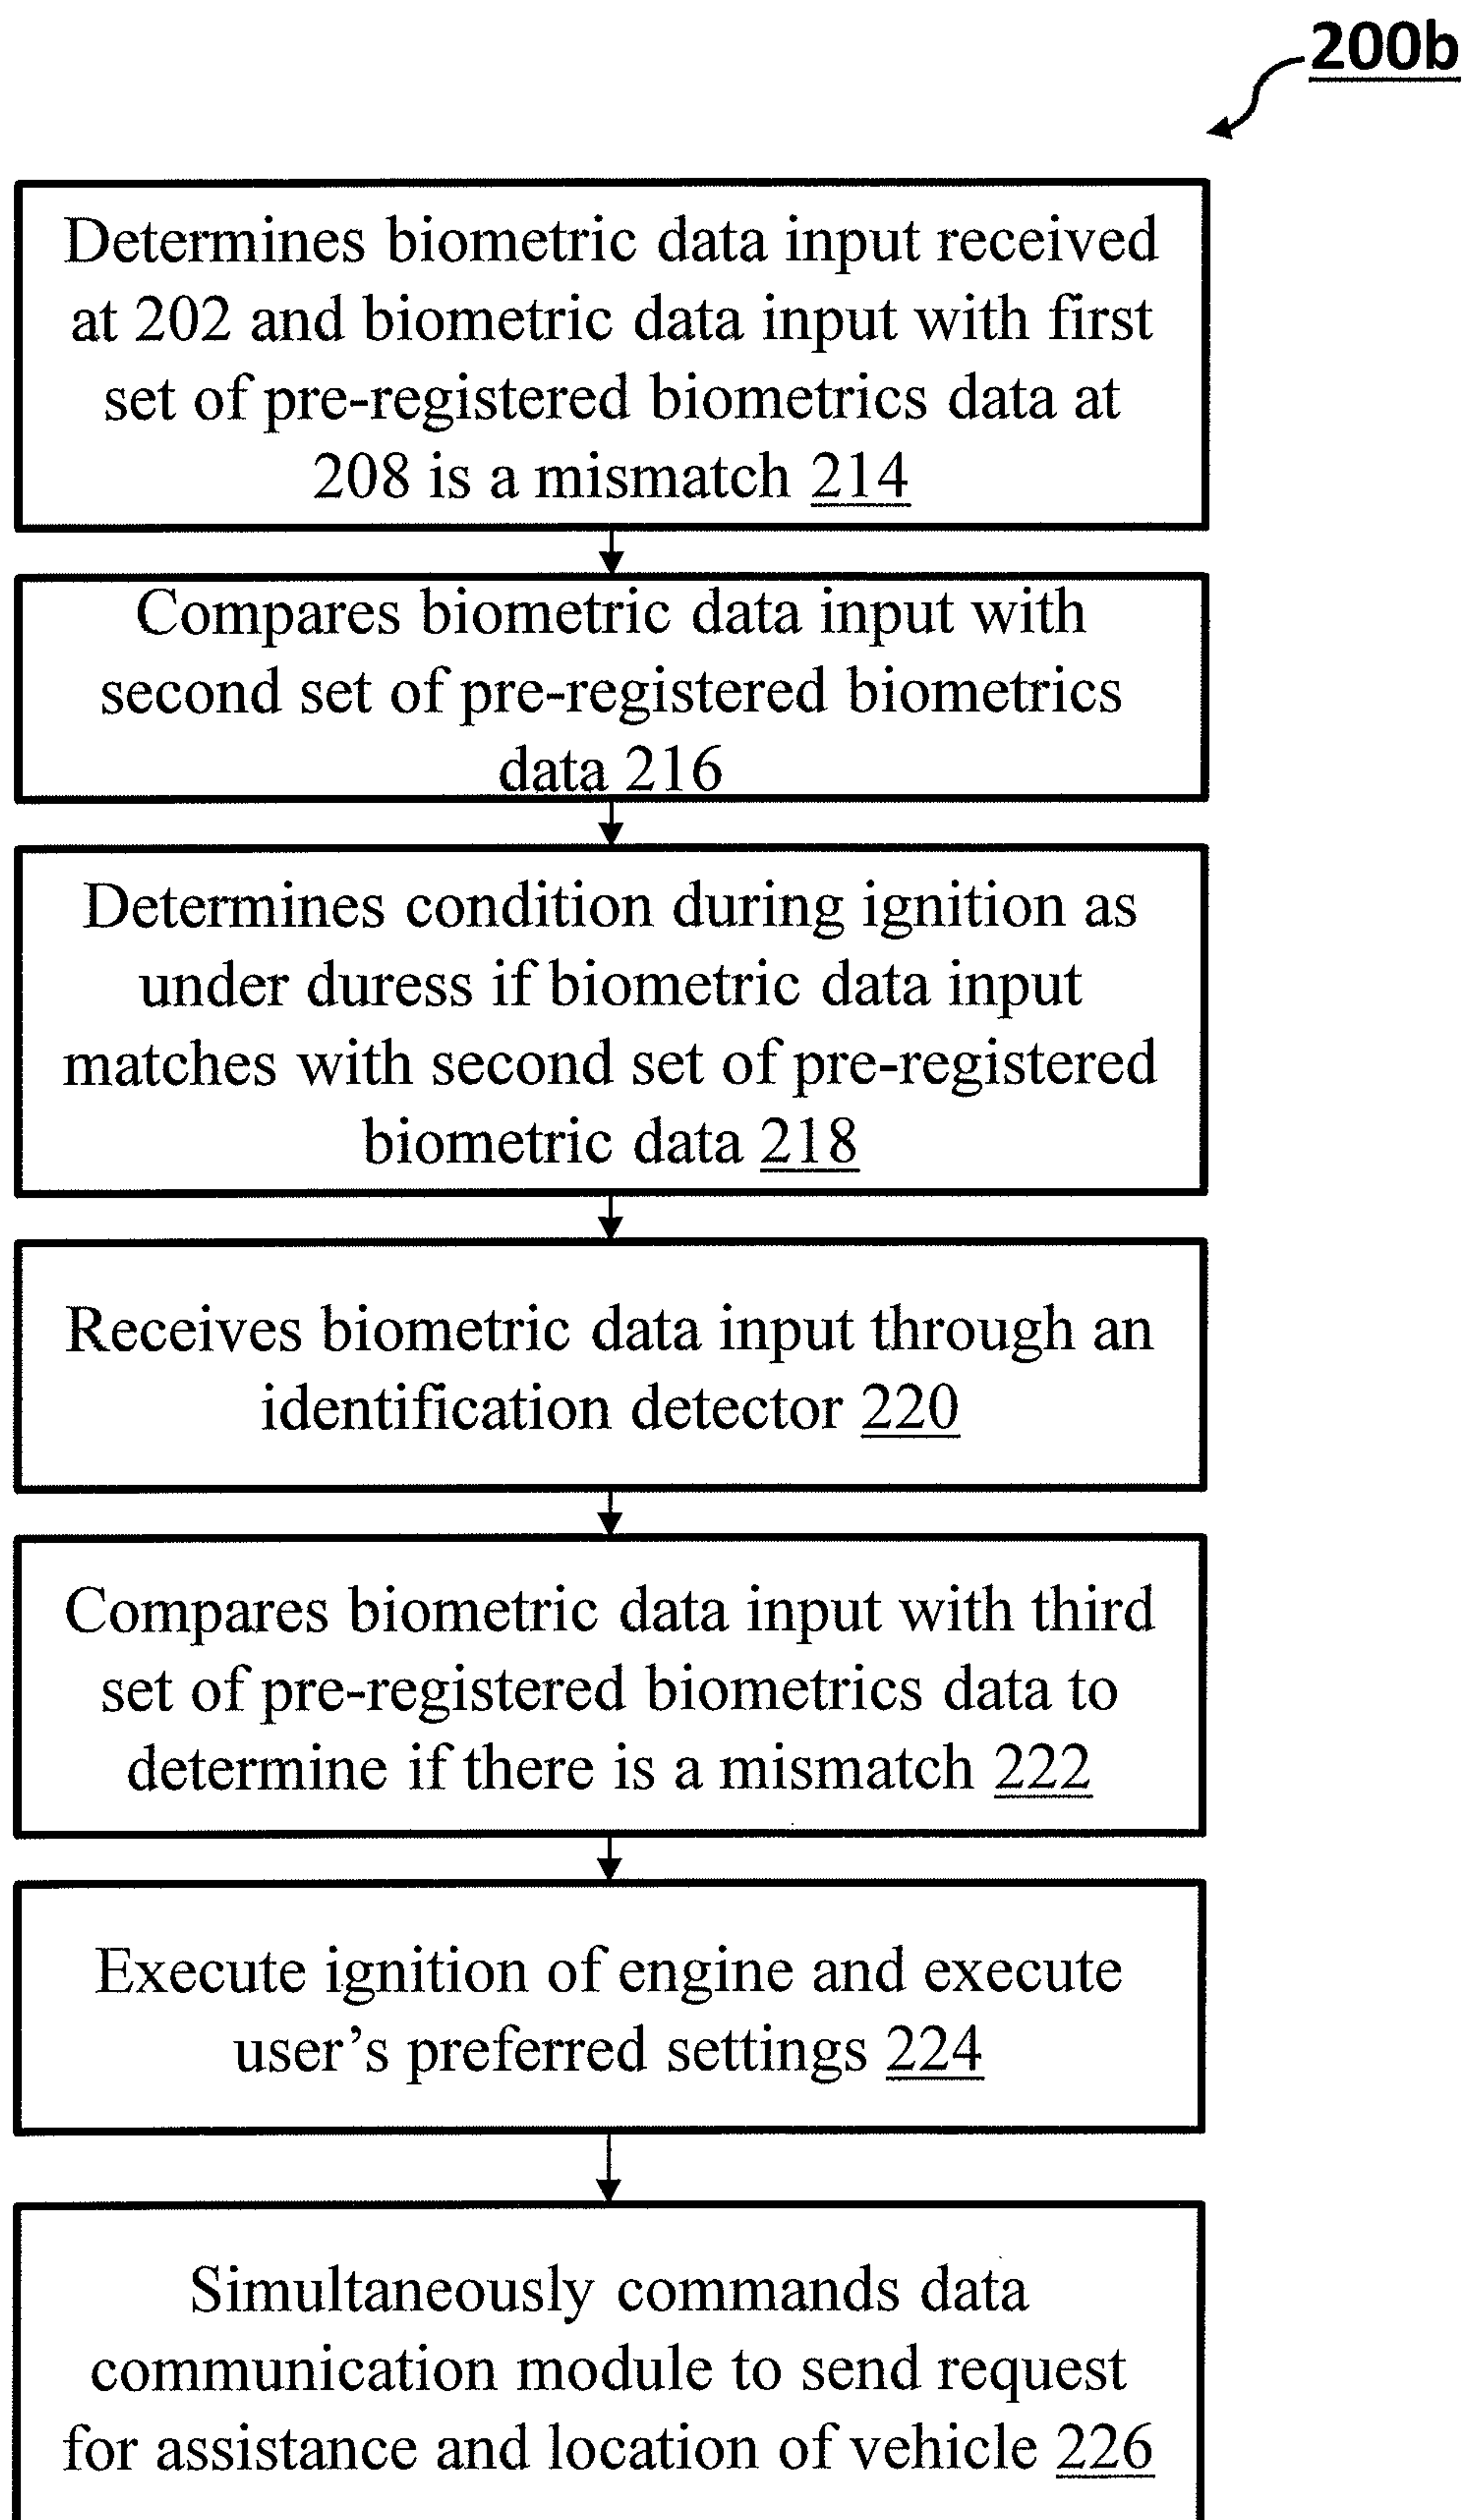 200b
Determines biometric data input received
at 202 and biometric data input with first
set of pre-registered biometrics data at
208 is a mismatch 214
Compares biometric data input with
second set of pre-registered biometrics
data 216
Determines condition during ignition as
under duress if biometric data input
matches with second set of pre-registered
biometric data 218
Receives biometric data input through an
identification detector 220
Compares biometric data input with third
set of pre-registered biometrics data to
determine if there is a mismatch 222
Execute ignition of engine and execute
user’s preferred settings 224
Simultaneously commands data
communication module to send request
for assistance and location of vehicle 226